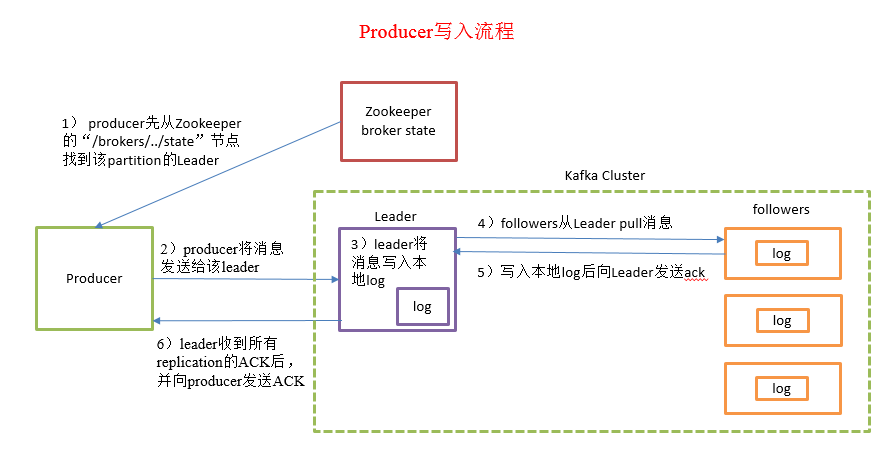 Producer写入流程
Zookeeper
broker state
1） producer先从Zookeeper
的“/brokers/../state”节点
找到该partition的Leader
Kafka Cluster
Leader
followers
Producer
2）producer将消息
发送给该leader
3）leader将
消息写入本
地log
log
4）followers从Leader pull消息
5）写入本地log后向Leader发送ack
log
log
log
6）leader收到所有
replication的ACK后，
并向producer发送ACK